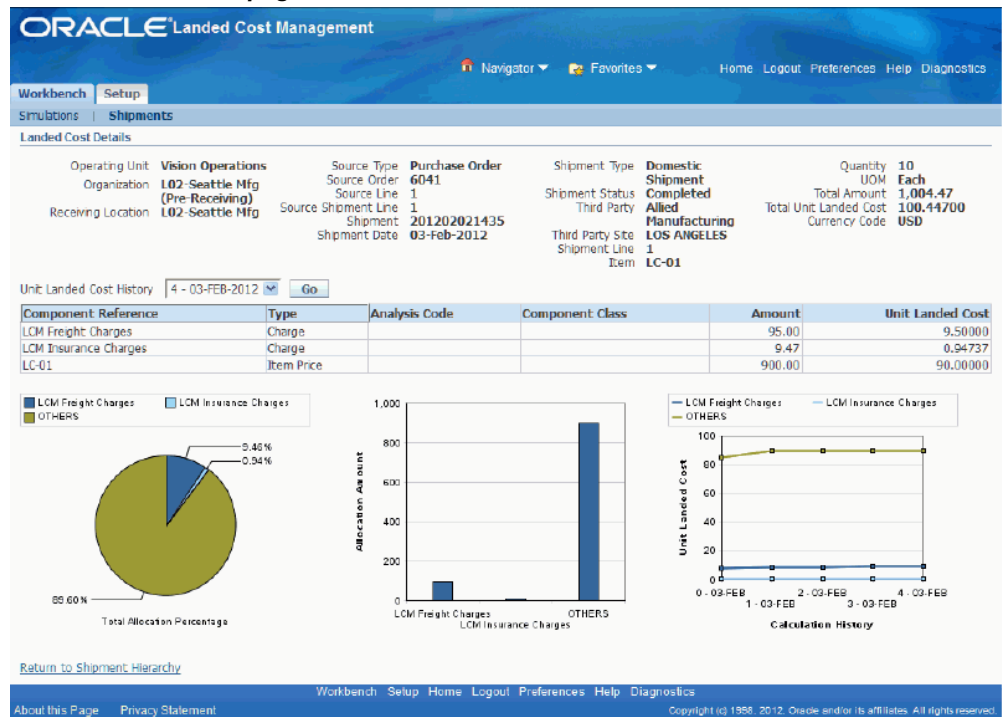 ORACLE Landed Cost Management
Navigator Favorites Home Logout Preferences Help Diagnostics
Workbench Setup
Simulations | Shipments
Landed Cost Details
Operating Unit Vision Operations
Organization L02-Seattle Mfg (Pre-Receiving)
Receiving Location L02-Seattle Mfg
Source Type Purchase Order
Source Order 6041
Source Line 1
Source Shipment Line 1
Shipment 201202021435
Shipment Date 03-Feb-2012
Shipment Type Domestic Shipment
Shipment Status Completed
Third Party Allied Manufacturing
Third Party Site LOS ANGELES
Shipment Line 1
Item LC-01
Quantity 10
UOM Each
Total Amount 1,004.47
Total Unit Landed Cost 100.44700
Currency Code USD
Unit Landed Cost History 4 - 03-FEB-2012 Go
Component Reference Type Analysis Code Component Class Amount Unit Landed Cost
LCM Freight Charges Charge 95.00 9.50000
LCM Insurance Charges Charge 9.47 0.94737
LC-01 Item Price 900.00 90.00000
LCM Freight Charges LCM Insurance Charges
OTHERS
9.46%
0.94%
89.60%
Total Allocation Percentage
1,000
800
600
400
200
0
Allocation Amount
LCM Freight Charges OTHERS
LCM Insurance Charges
LCM Freight Charges LCM Insurance Charges
OTHERS
100
80
60
40
20
0
Unit Landed Cost
0 - 03-FEB 2 - 03-FEB 4 - 03-FEB
1 - 03-FEB 3 - 03-FEB
Calculation History
Return to Shipment Hierarchy
Workbench Setup Home Logout Preferences Help Diagnostics
About this Page Privacy Statement Copyright (c) 1998, 2012, Oracle and/or its affiliates. All rights reserved.